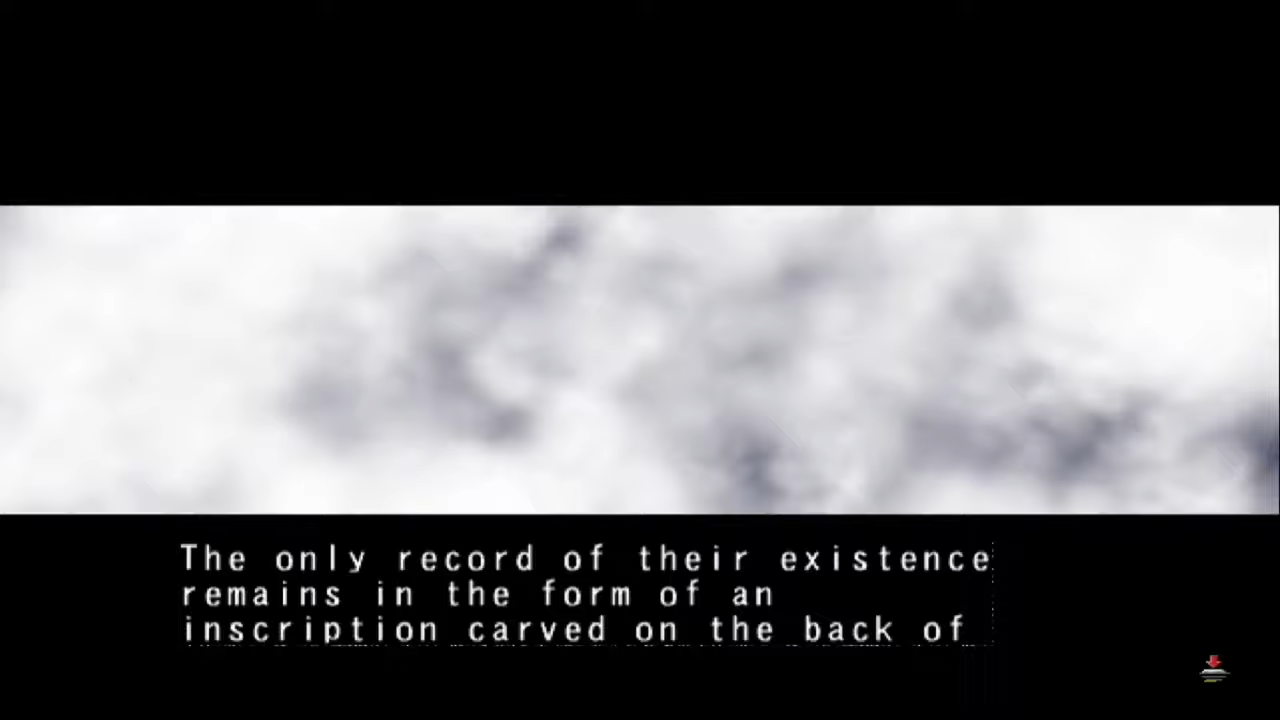 The only record of their existence
remains in the form of an
inscription carved on the back of